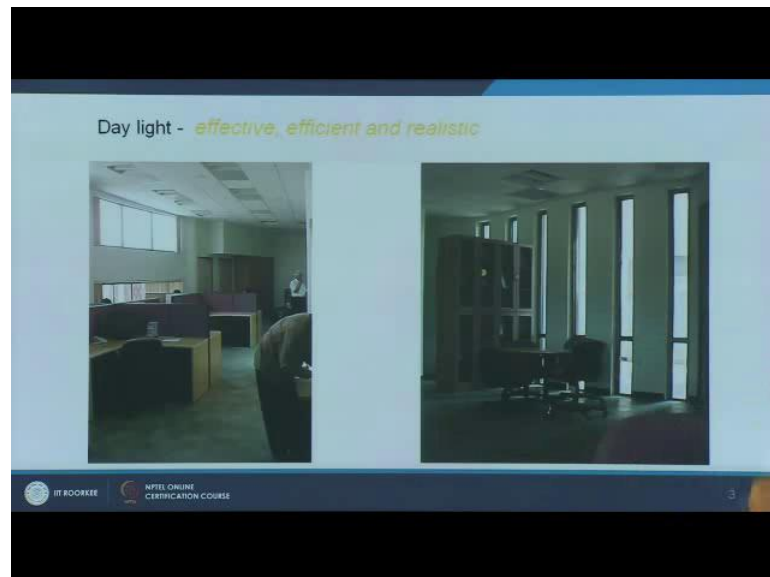 Day light - effective, efficient and realistic
IIT ROORKEE
NPTEL ONLINE
CERTIFICATION COURSE
3